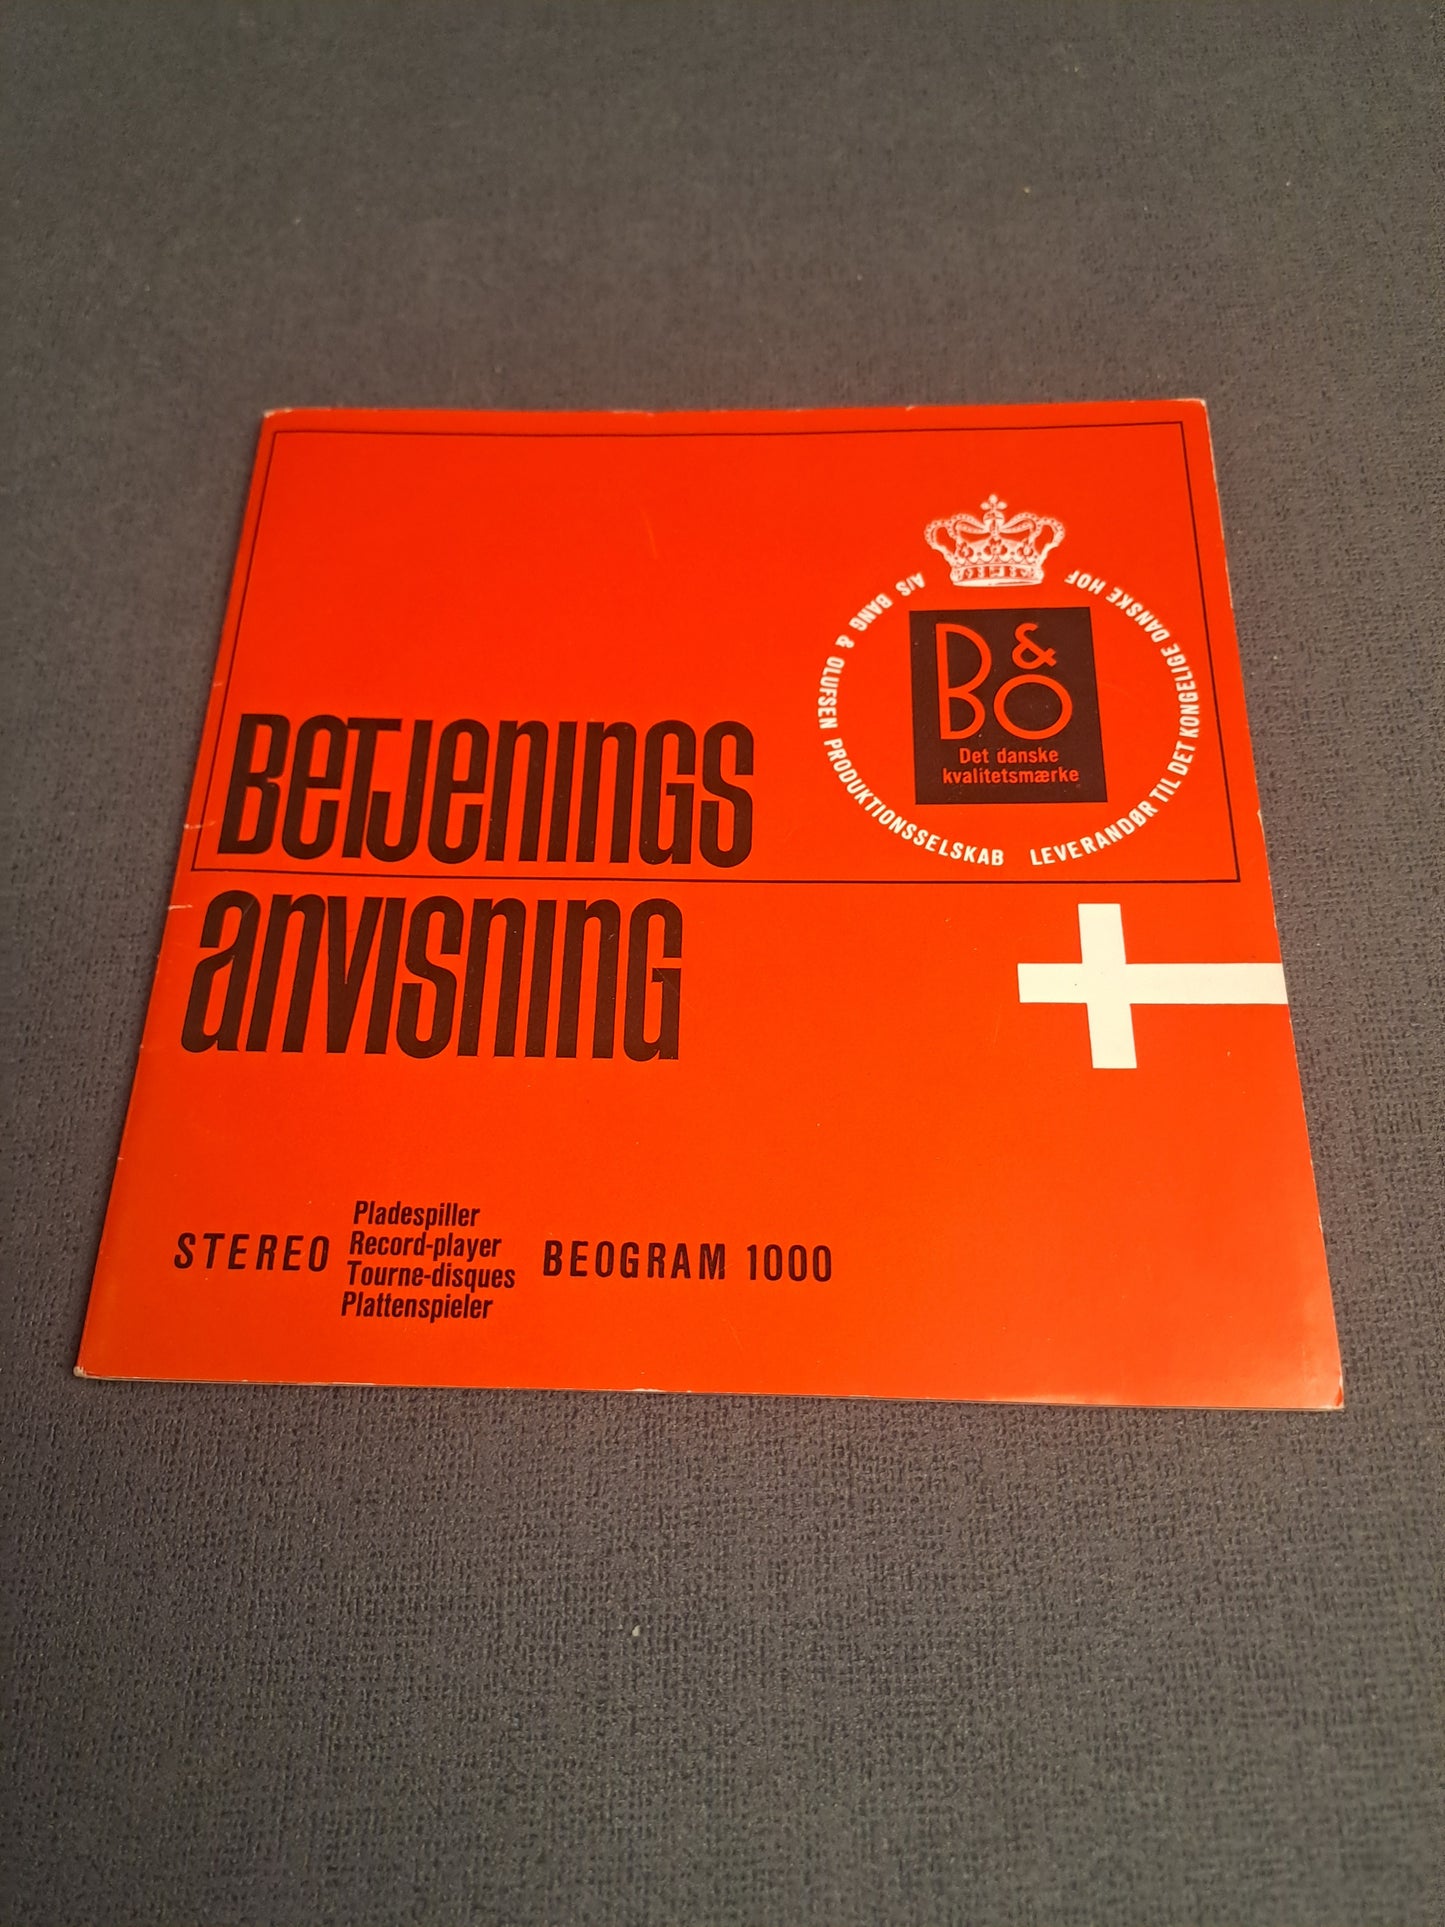 A/S BANG & OLUFSEN PRODUKTIONSSELSKAB LEVERANDØR TIL DET KONGELIGE DANSKE HOF
B&O
Det danske
kvalitetsmærke
Betjenings
anvisning
STEREO
Pladespiller
Record-player
Tourne-disques
Plattenspieler
BEOGRAM 1000